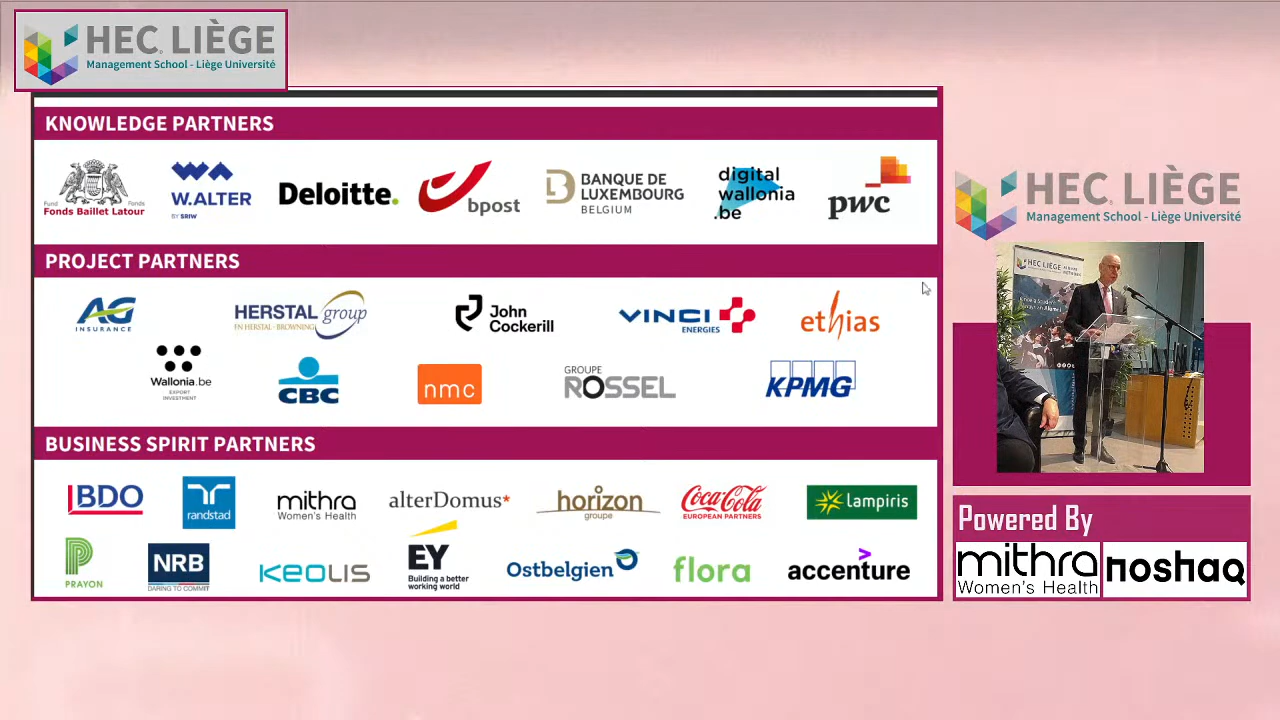 HEC LIÈGE
Management School - Liège Université
KNOWLEDGE PARTNERS
Fund Fonds
Fonds Baillet Latour
W.ALTER
BY SRIW
Deloitte.
bpost
BANQUE DE
LUXEMBOURG
BELGIUM
digital
wallonia
.be
pwc
HEC LIÈGE
Management School - Liège Université
PROJECT PARTNERS
AG
INSURANCE
HERSTAL group
FN HERSTAL - BROWNING
John
Cockerill
VINCI
ENERGIES
ethias
Wallonia.be
EXPORT
INVESTMENT
CBC
nmc
GROUPE
ROSSEL
KPMG
HEC LIÈGE
BUSINESS SPIRIT PARTNERS
BDO
randstad
mithra
Women's Health
alterDomus*
horizon
groupe
Coca-Cola
EUROPEAN PARTNERS
Lampiris
PRAYON
NRB
DARING TO COMMIT
KEOLIS
EY
Building a better
working world
Ostbelgien
flora
accenture
Powered By
mithra
Women's Health
noshaq